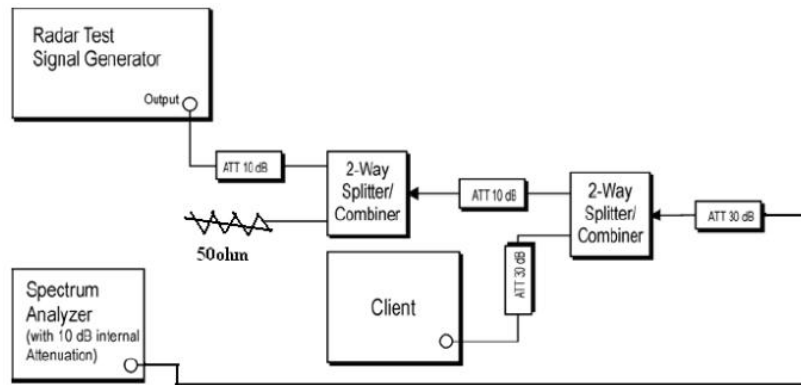 Radar Test
Signal Generator
Output
ATT 10 dB
2-Way
Splitter/
Combiner
ATT 10 dB
2-Way
Splitter/
Combiner
ATT 30 dB
50ohm
ATT 30 dB
Client
Spectrum
Analyzer
(with 10 dB internal
Attenuation)